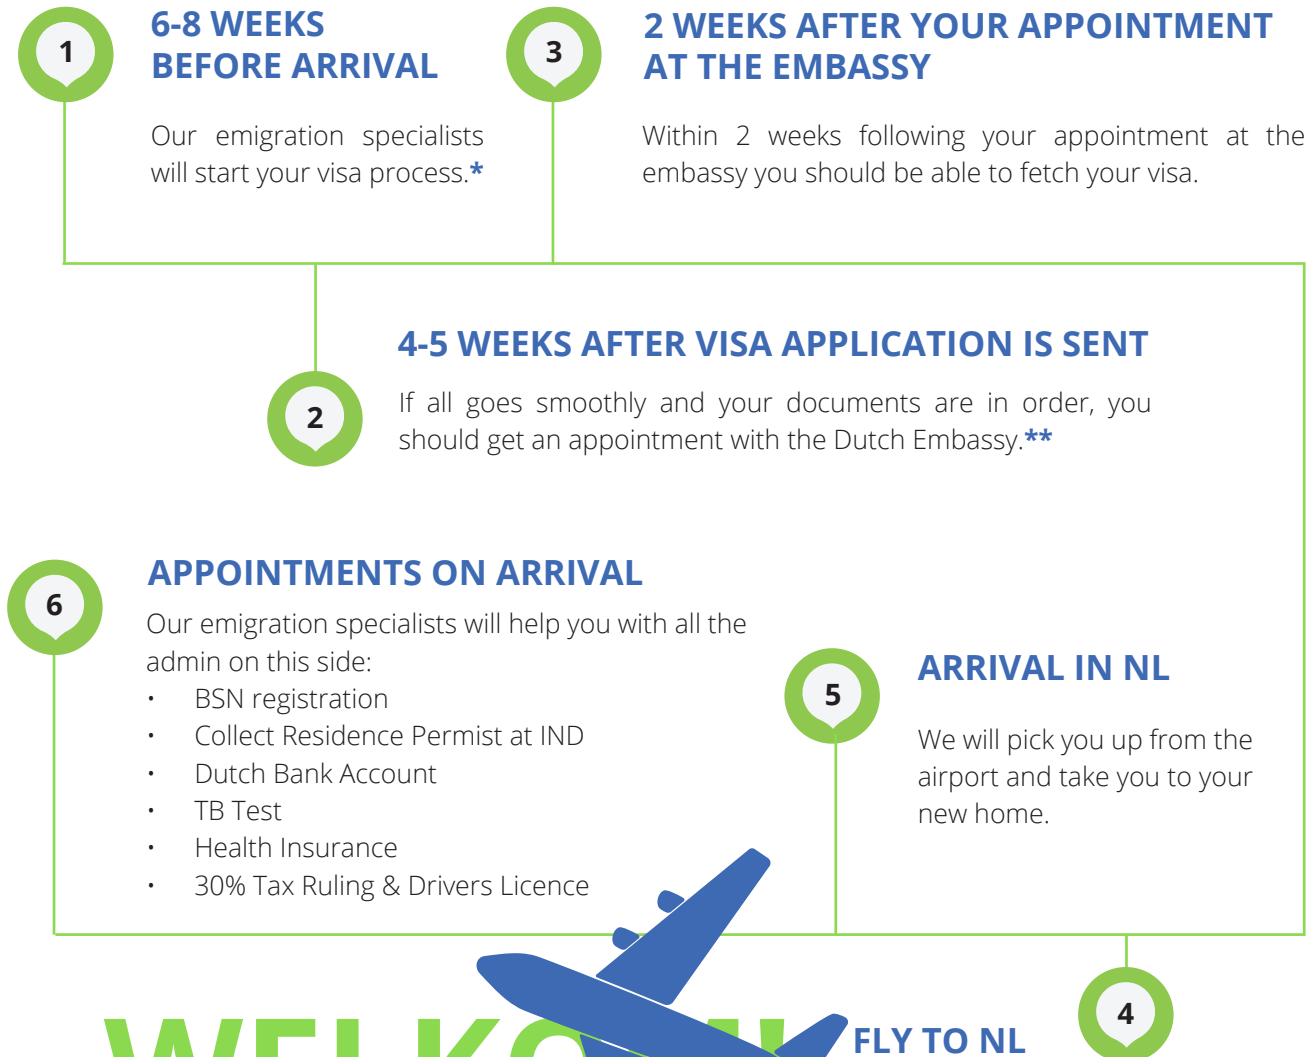 1
6-8 WEEKS
BEFORE ARRIVAL
Our emigration specialists
will start your visa process.*
3
2 WEEKS AFTER YOUR APPOINTMENT
AT THE EMBASSY
Within 2 weeks following your appointment at the
embassy you should be able to fetch your visa.
2
4-5 WEEKS AFTER VISA APPLICATION IS SENT
If all goes smoothly and your documents are in order, you
should get an appointment with the Dutch Embassy.**
6
APPOINTMENTS ON ARRIVAL
Our emigration specialists will help you with all the
admin on this side:
• BSN registration
• Collect Residence Permist at IND
• Dutch Bank Account
• TB Test
• Health Insurance
• 30% Tax Ruling & Drivers Licence
5
ARRIVAL IN NL
We will pick you up from the
airport and take you to your
new home.
4
FLY TO NL
WELKOM!